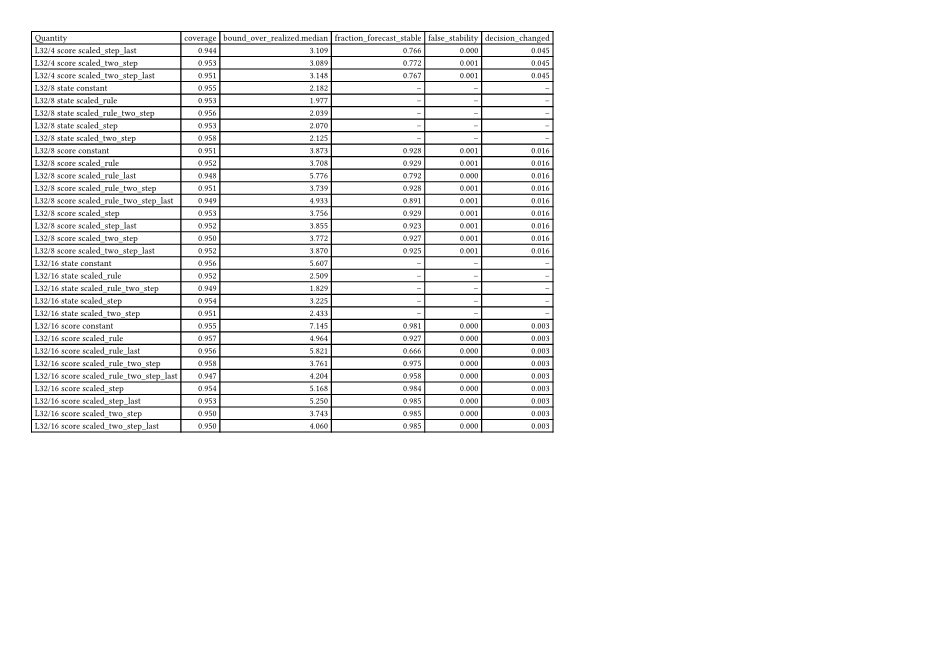 Quantity coverage bound_over_realized.median fraction_forecast_stable false_stability decision_changed
L32/4 score scaled_step_last 0.944 3.109 0.766 0.000 0.045
L32/4 score scaled_two_step 0.953 3.089 0.772 0.001 0.045
L32/4 score scaled_two_step_last 0.951 3.148 0.767 0.001 0.045
L32/8 state constant 0.955 2.182 – – –
L32/8 state scaled_rule 0.953 1.977 – – –
L32/8 state scaled_rule_two_step 0.956 2.039 – – –
L32/8 state scaled_step 0.953 2.070 – – –
L32/8 state scaled_two_step 0.958 2.125 – – –
L32/8 score constant 0.951 3.873 0.928 0.001 0.016
L32/8 score scaled_rule 0.952 3.708 0.929 0.001 0.016
L32/8 score scaled_rule_last 0.948 5.776 0.792 0.000 0.016
L32/8 score scaled_rule_two_step 0.951 3.739 0.928 0.001 0.016
L32/8 score scaled_rule_two_step_last 0.949 4.933 0.891 0.001 0.016
L32/8 score scaled_step 0.953 3.756 0.929 0.001 0.016
L32/8 score scaled_step_last 0.952 3.855 0.923 0.001 0.016
L32/8 score scaled_two_step 0.950 3.772 0.927 0.001 0.016
L32/8 score scaled_two_step_last 0.952 3.870 0.925 0.001 0.016
L32/16 state constant 0.956 5.607 – – –
L32/16 state scaled_rule 0.952 2.509 – – –
L32/16 state scaled_rule_two_step 0.949 1.829 – – –
L32/16 state scaled_step 0.954 3.225 – – –
L32/16 state scaled_two_step 0.951 2.433 – – –
L32/16 score constant 0.955 7.145 0.981 0.000 0.003
L32/16 score scaled_rule 0.957 4.964 0.927 0.000 0.003
L32/16 score scaled_rule_last 0.956 5.821 0.666 0.000 0.003
L32/16 score scaled_rule_two_step 0.958 3.761 0.975 0.000 0.003
L32/16 score scaled_rule_two_step_last 0.947 4.204 0.958 0.000 0.003
L32/16 score scaled_step 0.954 5.168 0.984 0.000 0.003
L32/16 score scaled_step_last 0.953 5.250 0.985 0.000 0.003
L32/16 score scaled_two_step 0.950 3.743 0.985 0.000 0.003
L32/16 score scaled_two_step_last 0.950 4.060 0.985 0.000 0.003